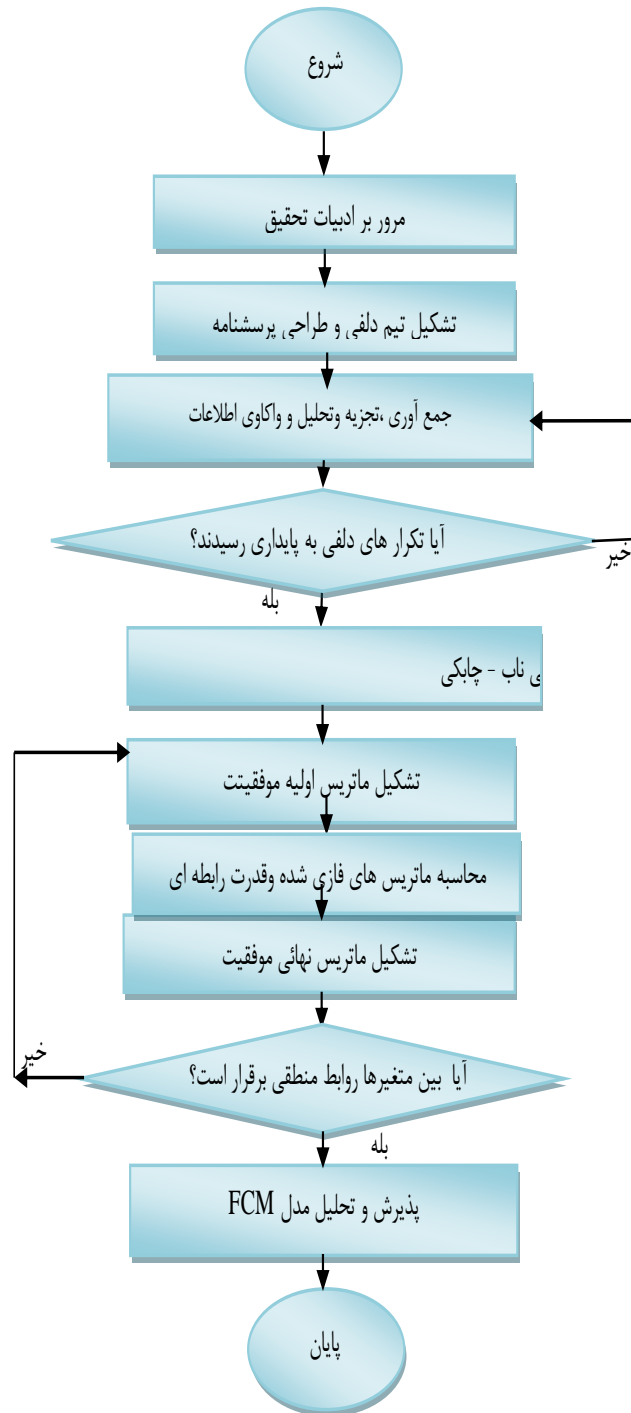 شروع
مرور بر ادبیات تحقیق
تشکیل تیم دلفی و طراحی پرسشنامه
جمع آوری ،تجزیه وتحلیل و واکاوی اطلاعات
آیا تکرار های دلفی به پایداری رسیدند؟
خیر
بله
ی ناب - چابکی
تشکیل ماتریس اولیه موفقیتت
محاسبه ماتریس های فازی شده وقدرت رابطه ای
تشکیل ماتریس نهائی موفقیت
آیا بین متغیرها روابط منطقی برقرار است؟
خیر
بله
پذیرش و تحلیل مدل FCM
پایان